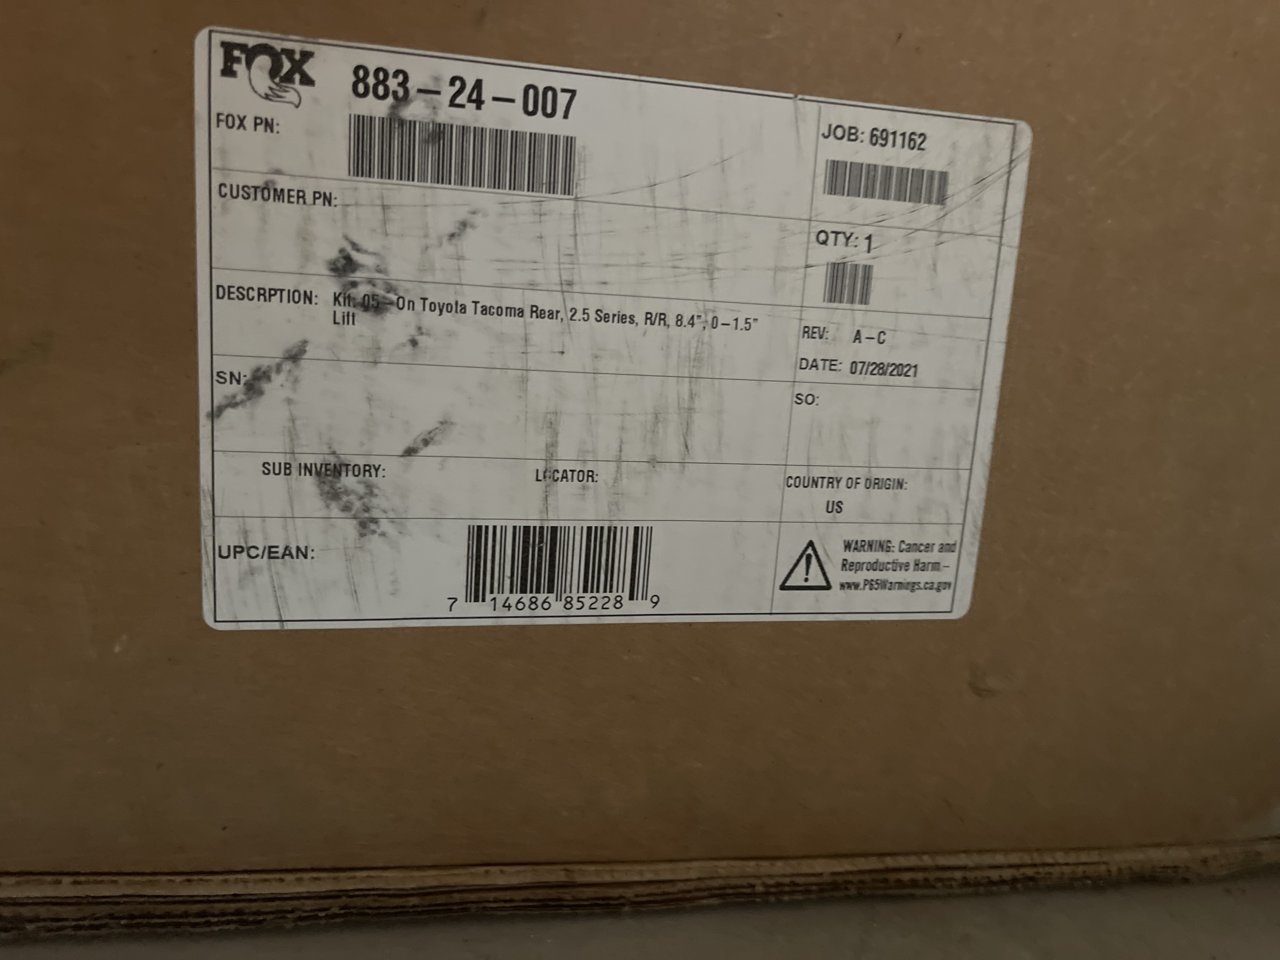 FOX
883-24-007
FOX PN:
JOB: 691162
CUSTOMER PN:
QTY: 1
DESCRPTION: Kit: 05-On Toyota Tacoma Rear, 2.5 Series, R/R, 8.4", 0-1.5"
Lift
REV: A-C
DATE: 07/28/2021
SN:
SO:
SUB INVENTORY:
LOCATOR:
COUNTRY OF ORIGIN:
US
UPC/EAN:
7 14686 85228 9
WARNING: Cancer and
Reproductive Harm-
www.P65Warnings.ca.gov